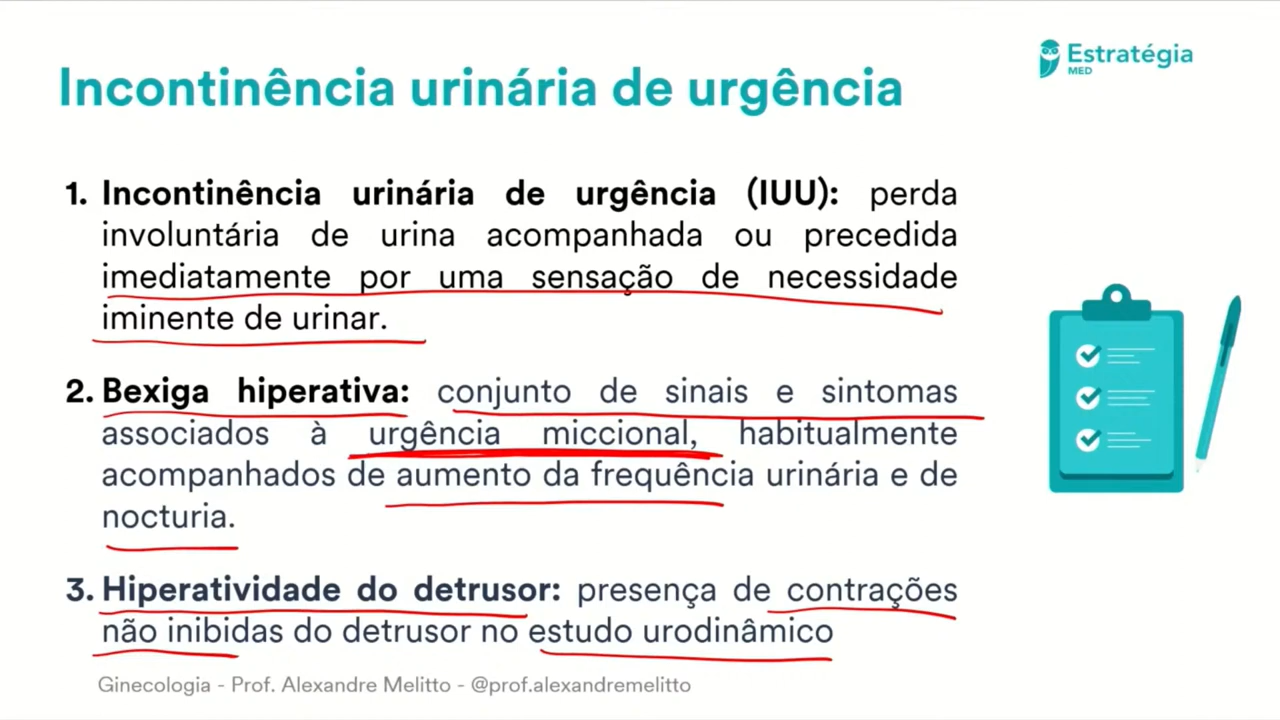 Estratégia
MED
Incontinência urinária de urgência
1. Incontinência urinária de urgência (IUU): perda
involuntária de urina acompanhada ou precedida
imediatamente por uma sensação de necessidade
iminente de urinar.
2. Bexiga hiperativa: conjunto de sinais e sintomas
associados à urgência miccional, habitualmente
acompanhados de aumento da frequência urinária e de
nocturia.
3. Hiperatividade do detrusor: presença de contrações
não inibidas do detrusor no estudo urodinâmico
Ginecologia - Prof. Alexandre Melitto - @prof.alexandremelitto